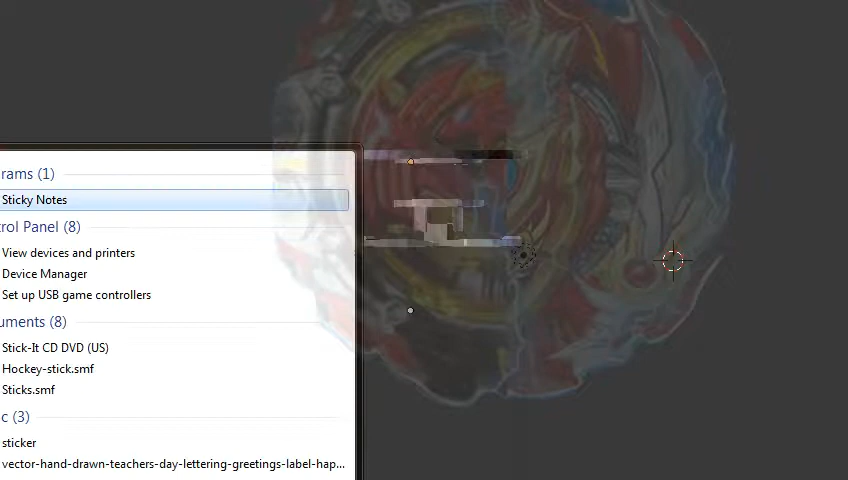 rams (1)
Sticky Notes
rol Panel (8)
View devices and printers
Device Manager
Set up USB game controllers
uments (8)
Stick-It CD DVD (US)
Hockey-stick.smf
Sticks.smf
c (3)
sticker
vector-hand-drawn-teachers-day-lettering-greetings-label-hap...